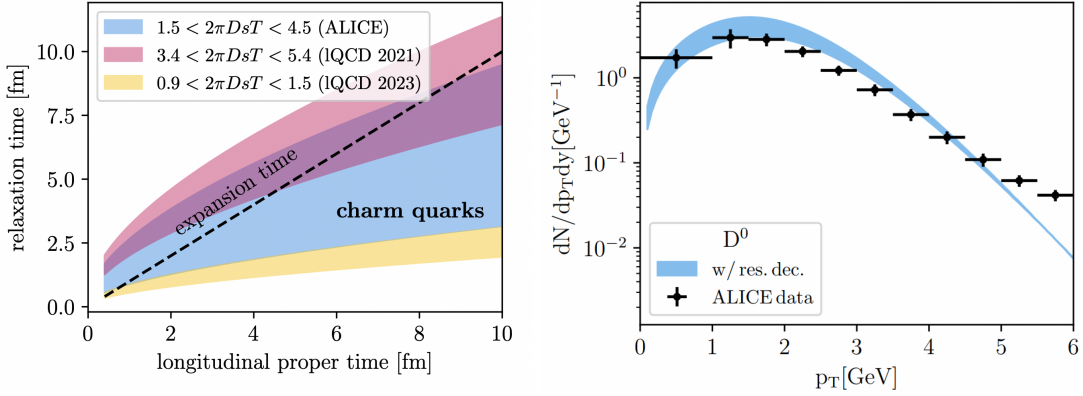 1.5 < 2πDsT < 4.5 (ALICE)
3.4 < 2πDsT < 5.4 (lQCD 2021)
0.9 < 2πDsT < 1.5 (lQCD 2023)
relaxation time [fm]
10.0
7.5
5.0
2.5
0.0
expansion time
charm quarks
0 2 4 6 8 10
longitudinal proper time [fm]
dN/dp_Tdy[GeV⁻¹]
10⁰
10⁻¹
10⁻²
D⁰
w/ res. dec.
ALICE data
0 1 2 3 4 5 6
p_T[GeV]